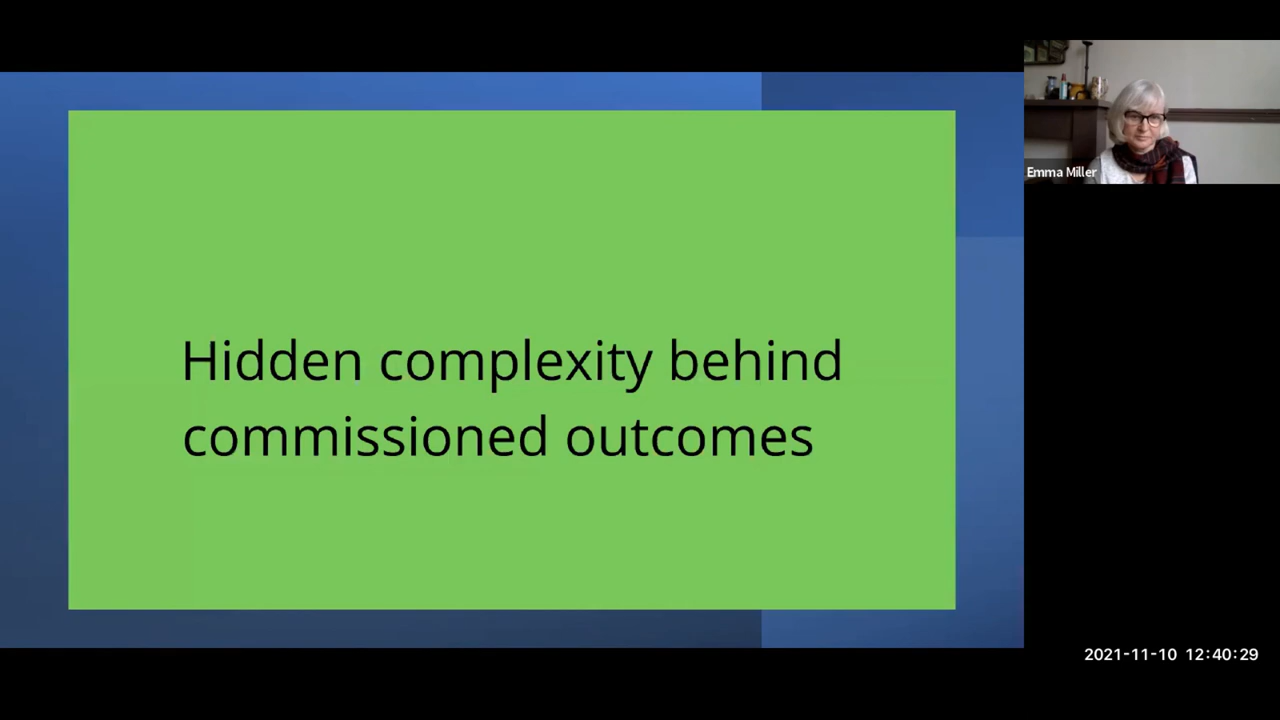 Hidden complexity behind
commissioned outcomes
Emma Miller
2021-11-10 12:40:29